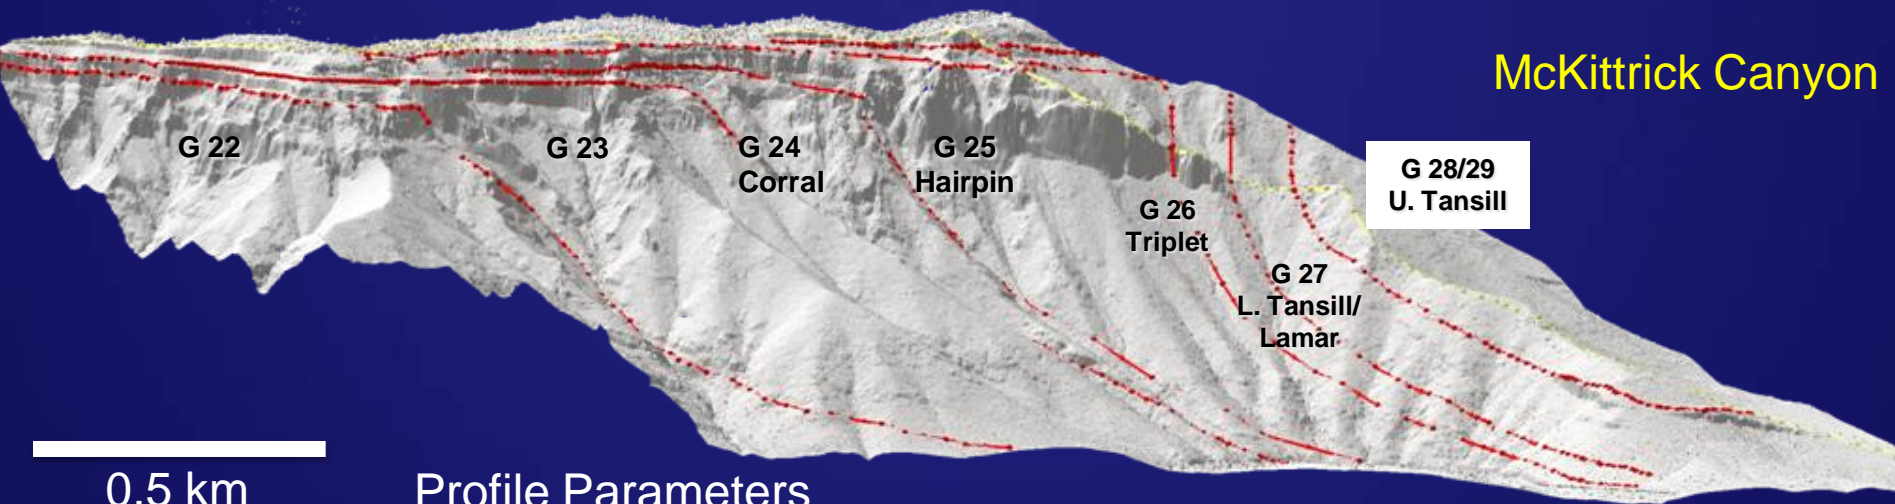 McKittrick Canyon
G 22
G 23
G 24
Corral
G 25
Hairpin
G 26
Triplet
G 27
L. Tansill/
Lamar
G 28/29
U. Tansill
0.5 km
Profile Parameters